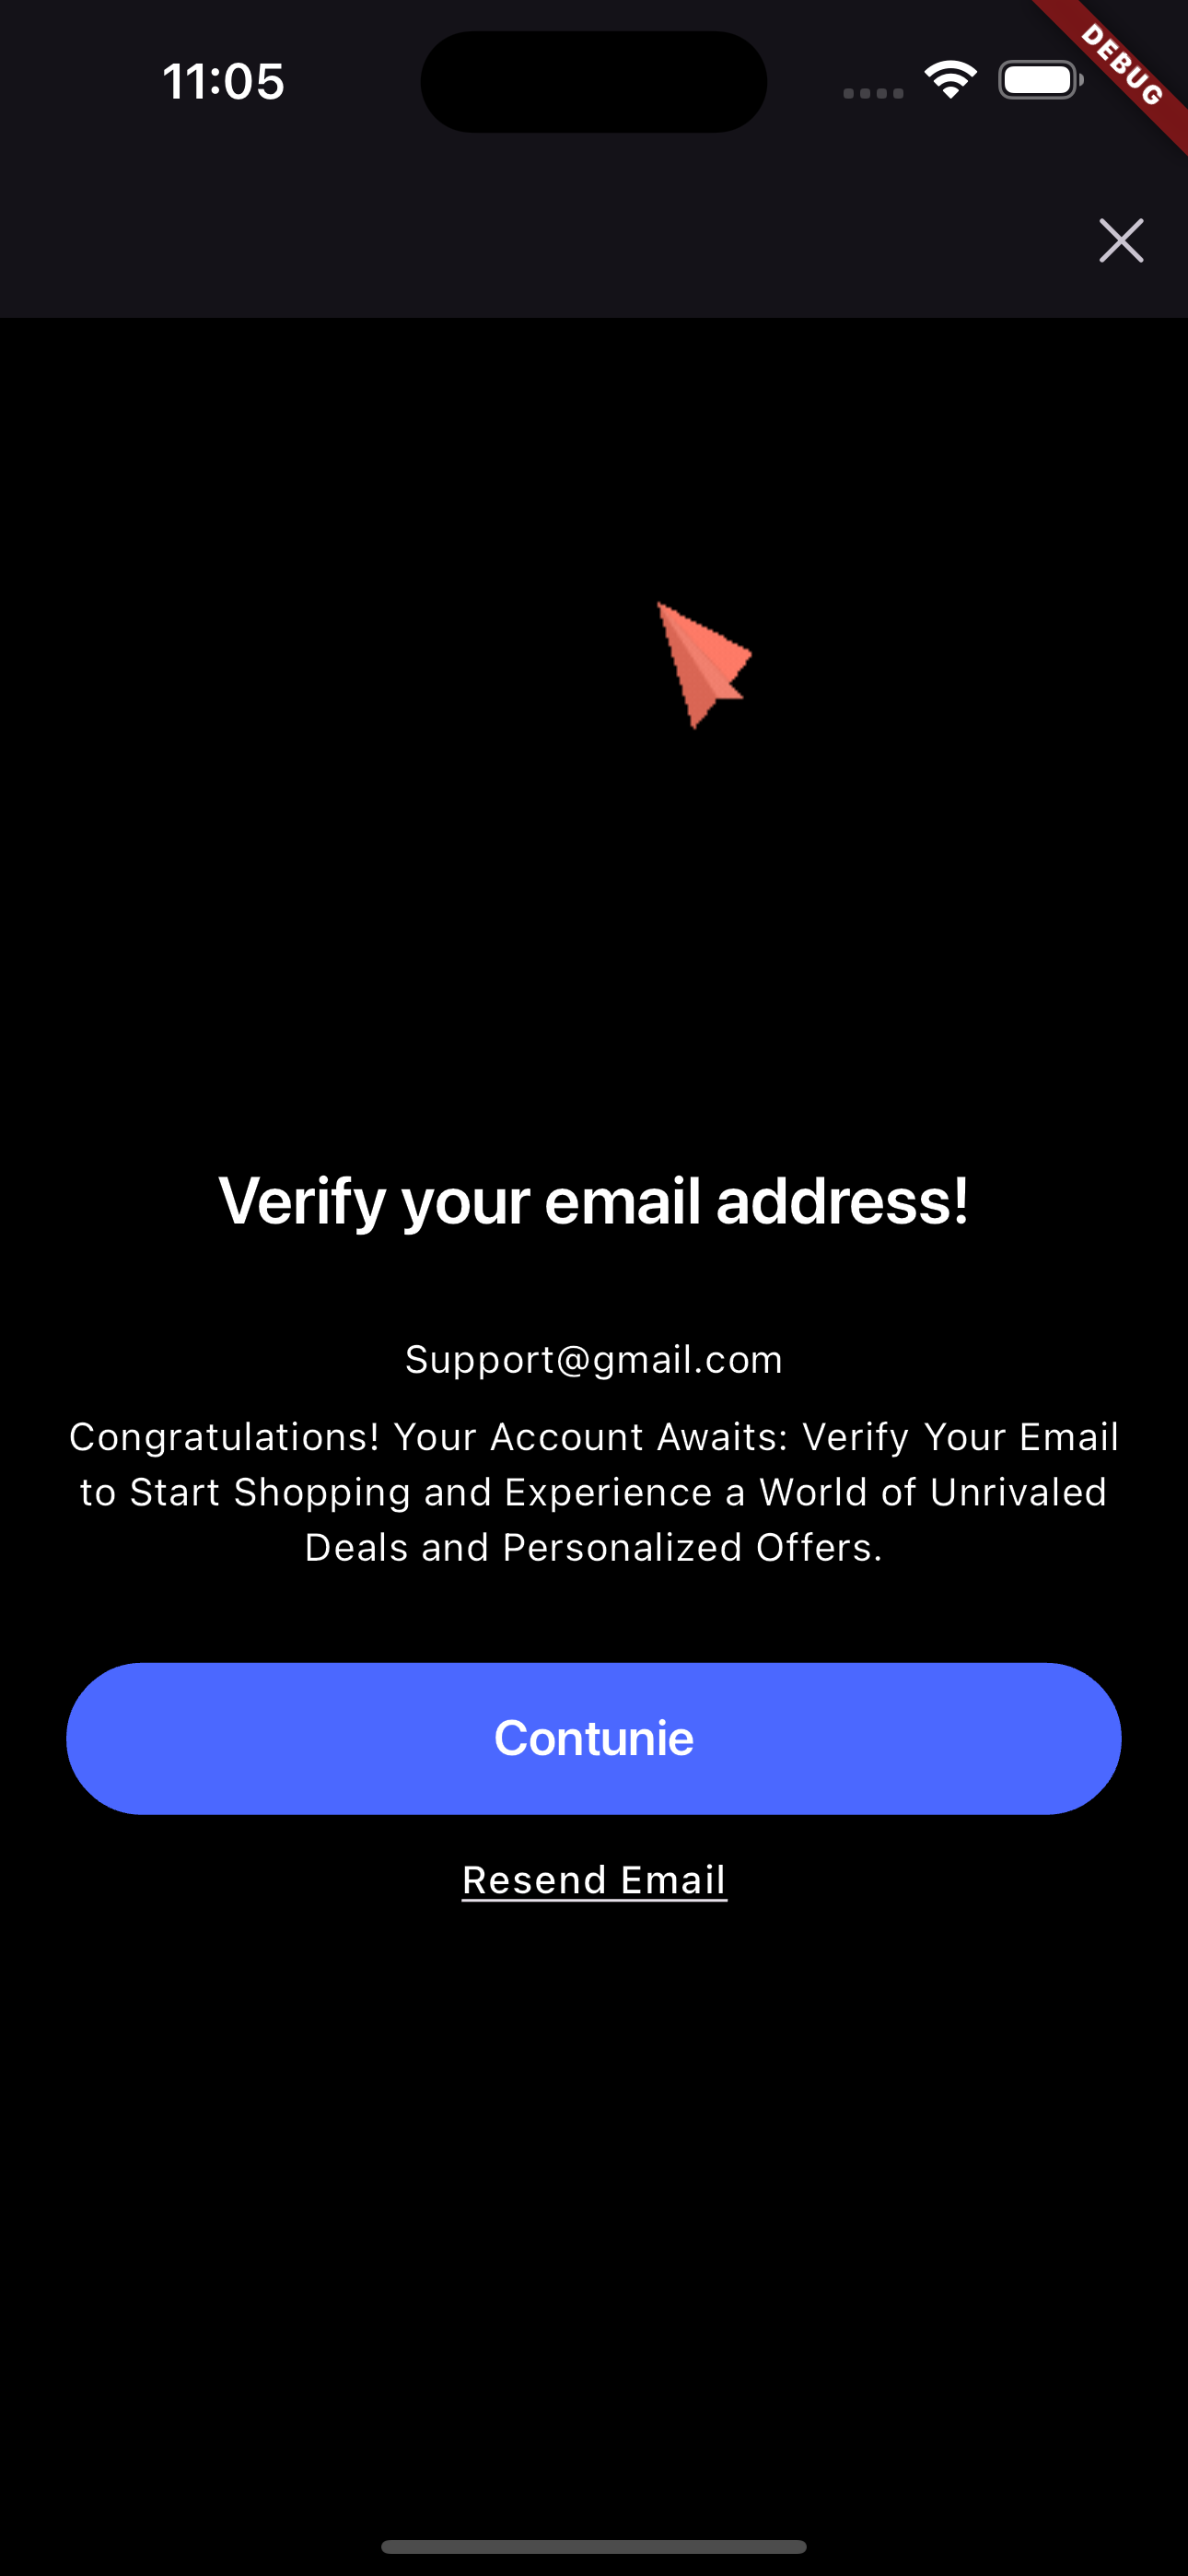 11:05
DEBUG
Verify your email address!
Support@gmail.com
Congratulations! Your Account Awaits: Verify Your Email
to Start Shopping and Experience a World of Unrivaled
Deals and Personalized Offers.
Contunie
Resend Email